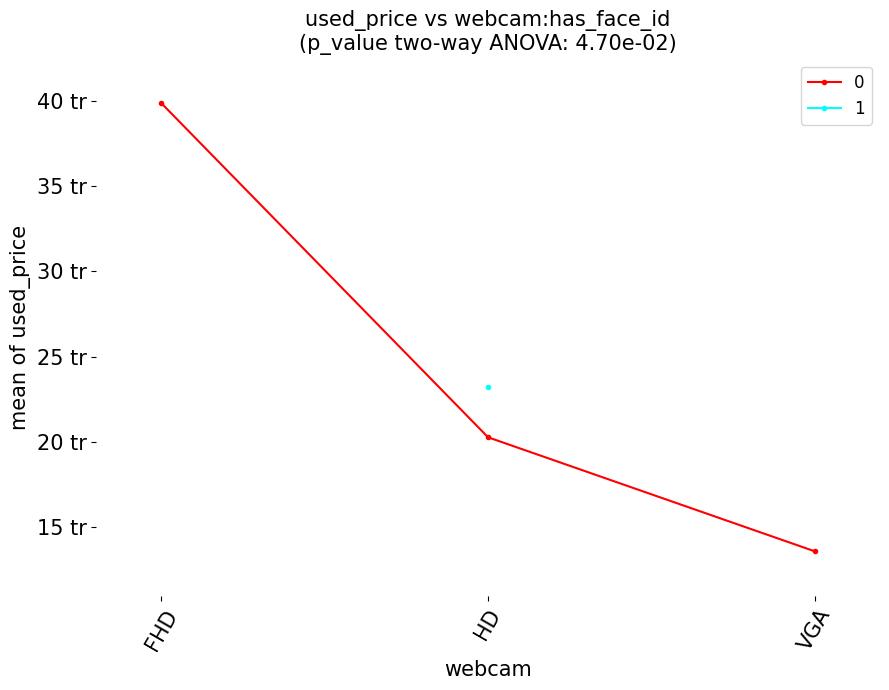 used_price vs webcam:has_face_id
(p_value two-way ANOVA: 4.70e-02)
0
1
40 tr
35 tr
30 tr
25 tr
20 tr
15 tr
mean of used_price
FHD
HD
VGA
webcam